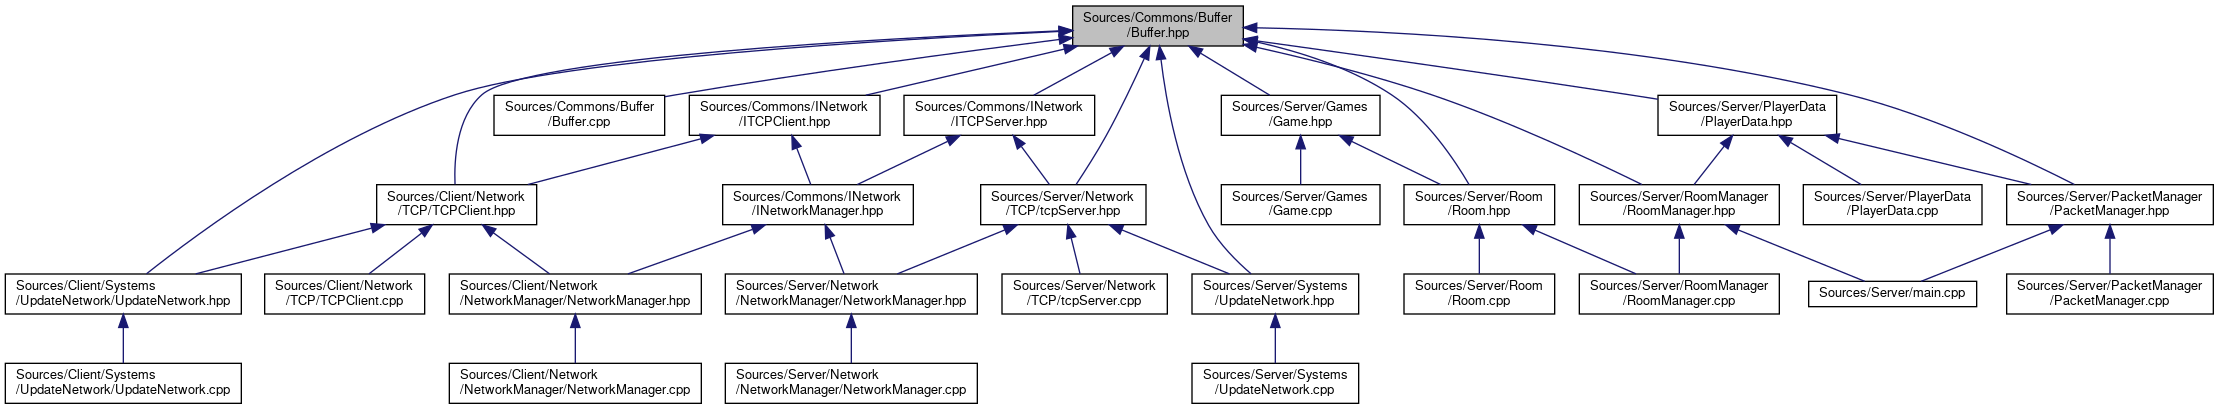 Sources/Commons/Buffer
/Buffer.hpp
Sources/Commons/Buffer
/Buffer.cpp
Sources/Commons/INetwork
/ITCPClient.hpp
Sources/Commons/INetwork
/ITCPServer.hpp
Sources/Server/Games
/Game.hpp
Sources/Server/PlayerData
/PlayerData.hpp
Sources/Client/Network
/TCP/TCPClient.hpp
Sources/Commons/INetwork
/INetworkManager.hpp
Sources/Server/Network
/TCP/tcpServer.hpp
Sources/Server/Games
/Game.cpp
Sources/Server/Room
/Room.hpp
Sources/Server/RoomManager
/RoomManager.hpp
Sources/Server/PlayerData
/PlayerData.cpp
Sources/Server/PacketManager
/PacketManager.hpp
Sources/Client/Systems
/UpdateNetwork/UpdateNetwork.hpp
Sources/Client/Network
/TCP/TCPClient.cpp
Sources/Client/Network
/NetworkManager/NetworkManager.hpp
Sources/Server/Network
/NetworkManager/NetworkManager.hpp
Sources/Server/Network
/TCP/tcpServer.cpp
Sources/Server/Systems
/UpdateNetwork.hpp
Sources/Server/Room
/Room.cpp
Sources/Server/RoomManager
/RoomManager.cpp
Sources/Server/main.cpp
Sources/Server/PacketManager
/PacketManager.cpp
Sources/Client/Systems
/UpdateNetwork/UpdateNetwork.cpp
Sources/Client/Network
/NetworkManager/NetworkManager.cpp
Sources/Server/Network
/NetworkManager/NetworkManager.cpp
Sources/Server/Systems
/UpdateNetwork.cpp